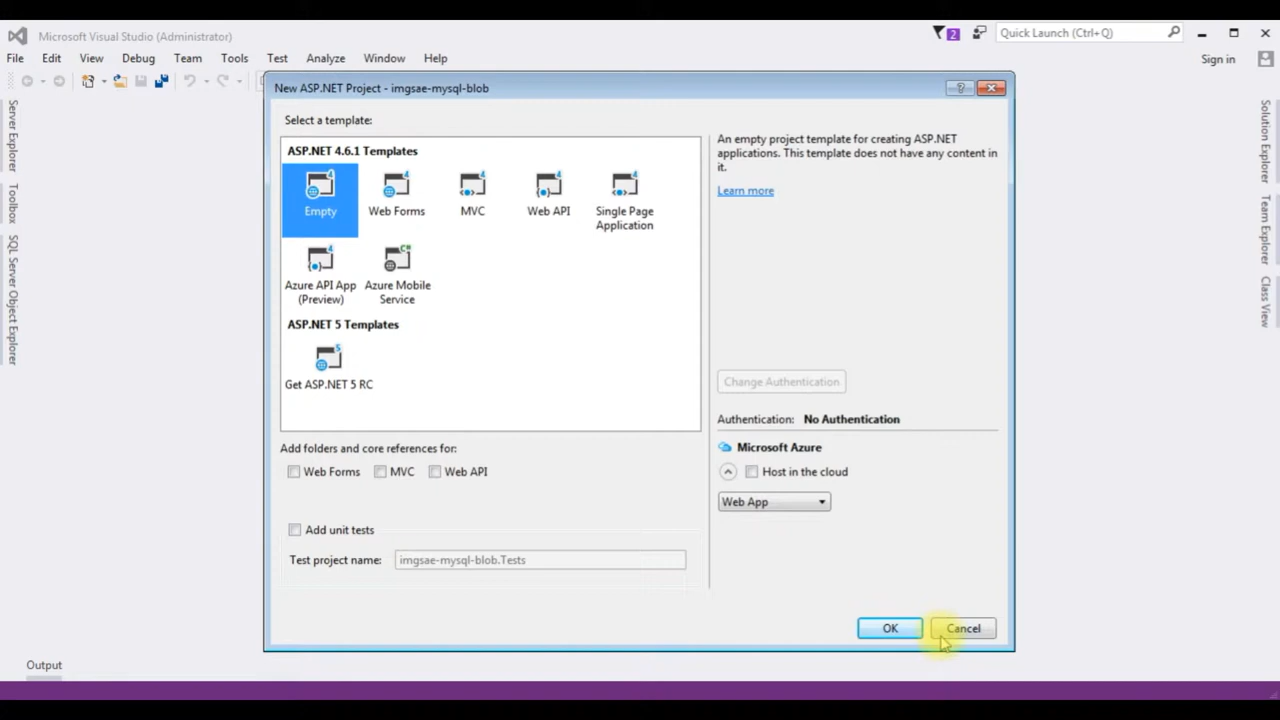 Microsoft Visual Studio (Administrator)
2
Quick Launch (Ctrl+Q)
File Edit View Debug Team Tools Test Analyze Window Help
Sign in
Server Explorer
Toolbox
SQL Server Object Explorer
New ASP.NET Project - imgsae-mysql-blob
?
Select a template:
ASP.NET 4.6.1 Templates
Empty
Web Forms
MVC
Web API
Single Page
Application
Azure API App
(Preview)
Azure Mobile
Service
ASP.NET 5 Templates
Get ASP.NET 5 RC
An empty project template for creating ASP.NET
applications. This template does not have any content in
it.
Learn more
Change Authentication
Authentication: No Authentication
Microsoft Azure
Host in the cloud
Web App
Add folders and core references for:
Web Forms MVC Web API
Add unit tests
Test project name: imgsae-mysql-blob.Tests
OK Cancel
Solution Explorer
Team Explorer
Class View
Output